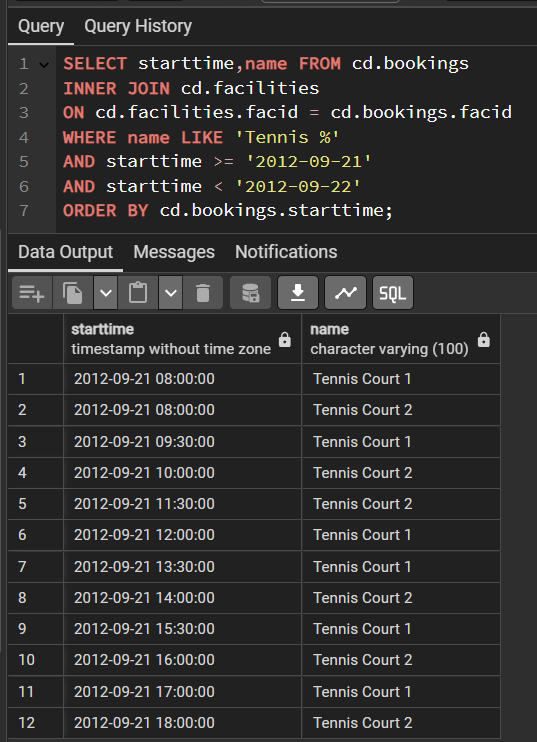 Query Query History
1 SELECT starttime,name FROM cd.bookings
2 INNER JOIN cd.facilities
3 ON cd.facilities.facid = cd.bookings.facid
4 WHERE name LIKE 'Tennis %'
5 AND starttime >= '2012-09-21'
6 AND starttime < '2012-09-22'
7 ORDER BY cd.bookings.starttime;
Data Output Messages Notifications
SQL
starttime name
timestamp without time zone character varying (100)
1 2012-09-21 08:00:00 Tennis Court 1
2 2012-09-21 08:00:00 Tennis Court 2
3 2012-09-21 09:30:00 Tennis Court 1
4 2012-09-21 10:00:00 Tennis Court 2
5 2012-09-21 11:30:00 Tennis Court 2
6 2012-09-21 12:00:00 Tennis Court 1
7 2012-09-21 13:30:00 Tennis Court 1
8 2012-09-21 14:00:00 Tennis Court 2
9 2012-09-21 15:30:00 Tennis Court 1
10 2012-09-21 16:00:00 Tennis Court 2
11 2012-09-21 17:00:00 Tennis Court 1
12 2012-09-21 18:00:00 Tennis Court 2